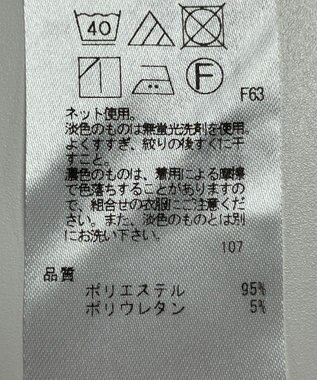 40
F
F63
ネット使用。
淡色のものは無蛍光洗剤を使用。
よくすすぎ、絞りの後すぐに干
すこと。
濃色のものは、着用による摩擦
で色落ちすることがありますの
で、組合せの衣服にご注意くだ
さい。また、淡色のものとは別
にお洗い下さい。
107
品質
ポリエステル 95%
ポリウレタン 5%